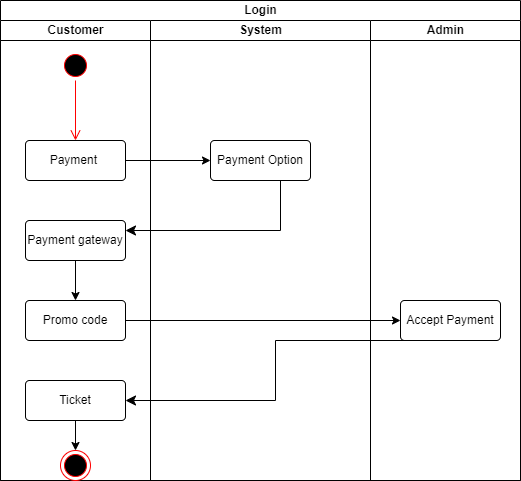 Login
Customer
System
Admin
Payment
Payment Option
Payment gateway
Promo code
Accept Payment
Ticket